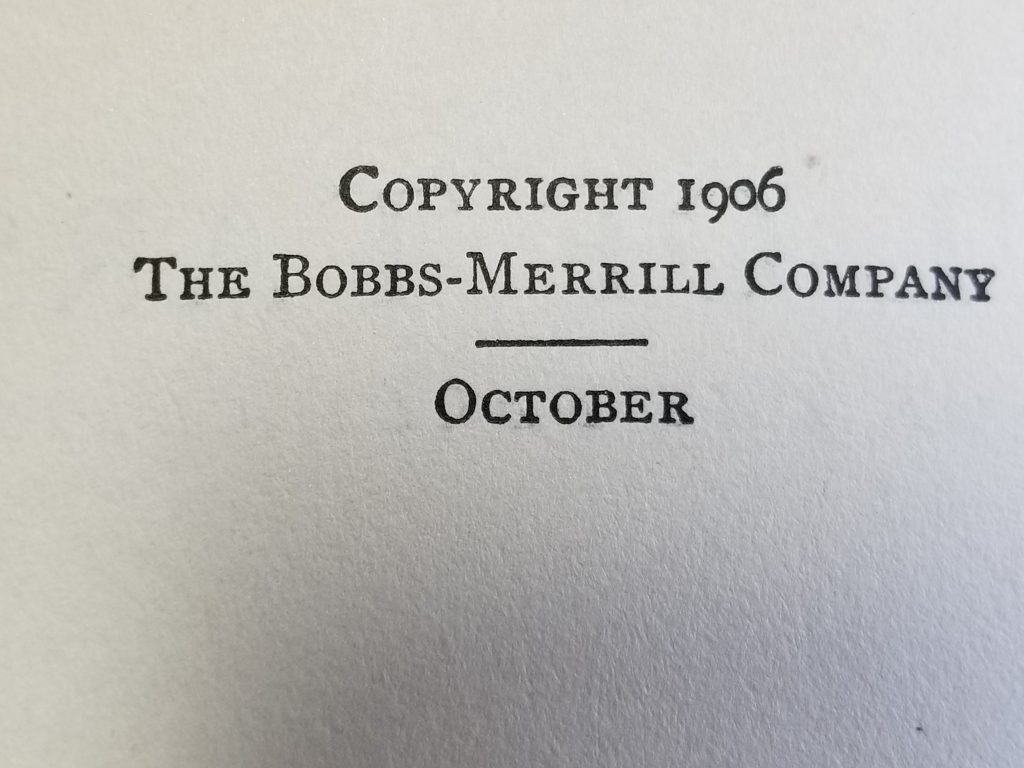 Copyright 1906
The Bobbs-Merrill Company
October